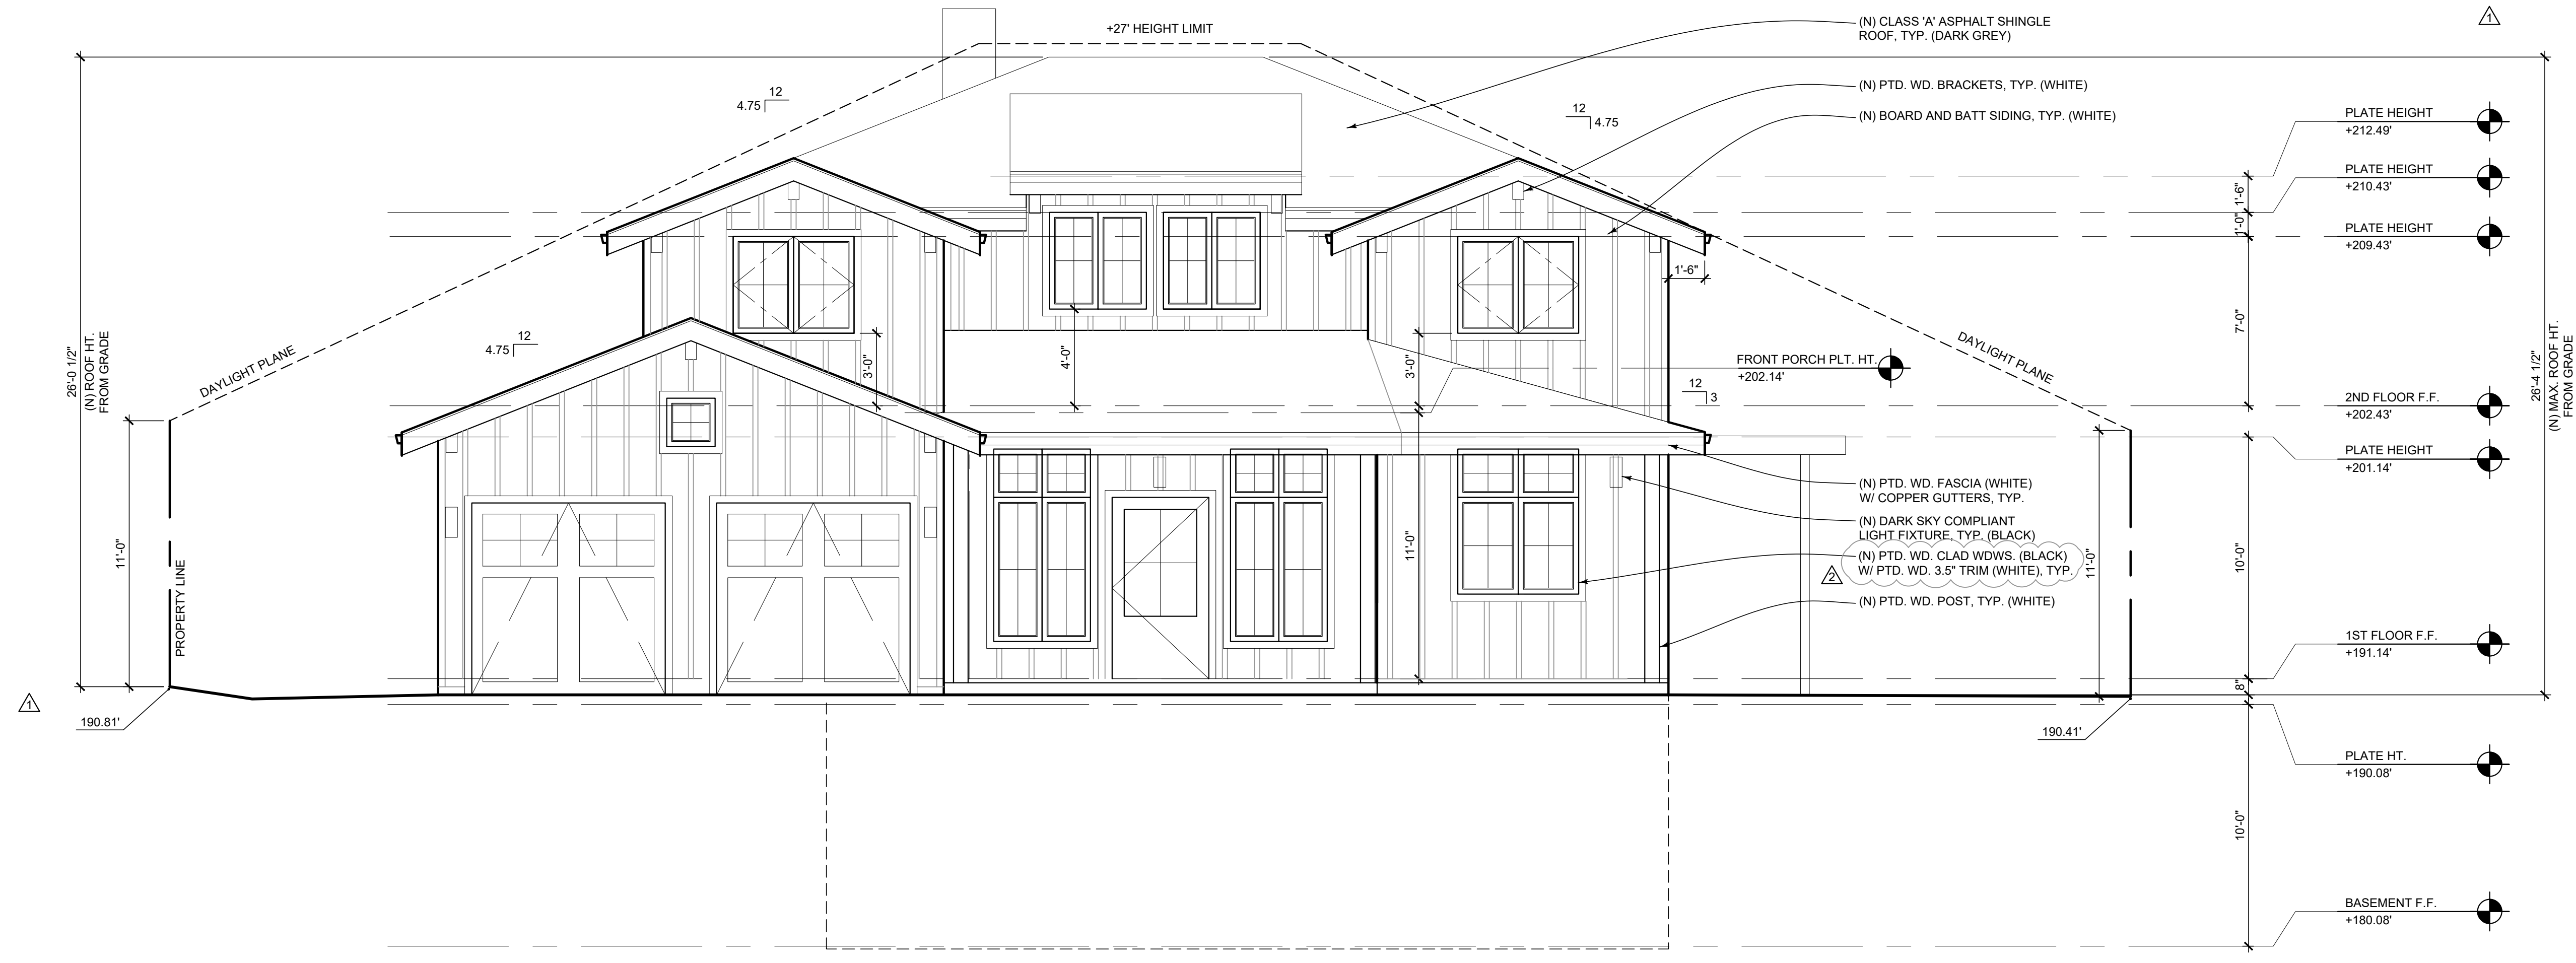 +27' HEIGHT LIMIT
(N) CLASS 'A' ASPHALT SHINGLE
ROOF, TYP. (DARK GREY)
1
12
4.75
12
4.75
(N) PTD. WD. BRACKETS, TYP. (WHITE)
(N) BOARD AND BATT SIDING, TYP. (WHITE)
PLATE HEIGHT
+212.49'
PLATE HEIGHT
+210.43'
PLATE HEIGHT
+209.43'
1'-6"
1'-0"
7'-0"
1'-6"
26'-0 1/2"
(N) ROOF HT.
FROM GRADE
DAYLIGHT PLANE
12
4.75
3'-0"
4'-0"
3'-0"
FRONT PORCH PLT. HT.
+202.14'
12
3
DAYLIGHT PLANE
26'-4 1/2"
(N) MAX. ROOF HT.
FROM GRADE
2ND FLOOR F.F.
+202.43'
PLATE HEIGHT
+201.14'
(N) PTD. WD. FASCIA (WHITE)
W/ COPPER GUTTERS, TYP.
(N) DARK SKY COMPLIANT
LIGHT FIXTURE, TYP. (BLACK)
(N) PTD. WD. CLAD WDWS. (BLACK)
W/ PTD. WD. 3.5" TRIM (WHITE), TYP.
2
(N) PTD. WD. POST, TYP. (WHITE)
11'-0"
PROPERTY LINE
11'-0"
11'-0"
10'-0"
1ST FLOOR F.F.
+191.14'
8"
1
190.81'
190.41'
PLATE HT.
+190.08'
10'-0"
BASEMENT F.F.
+180.08'